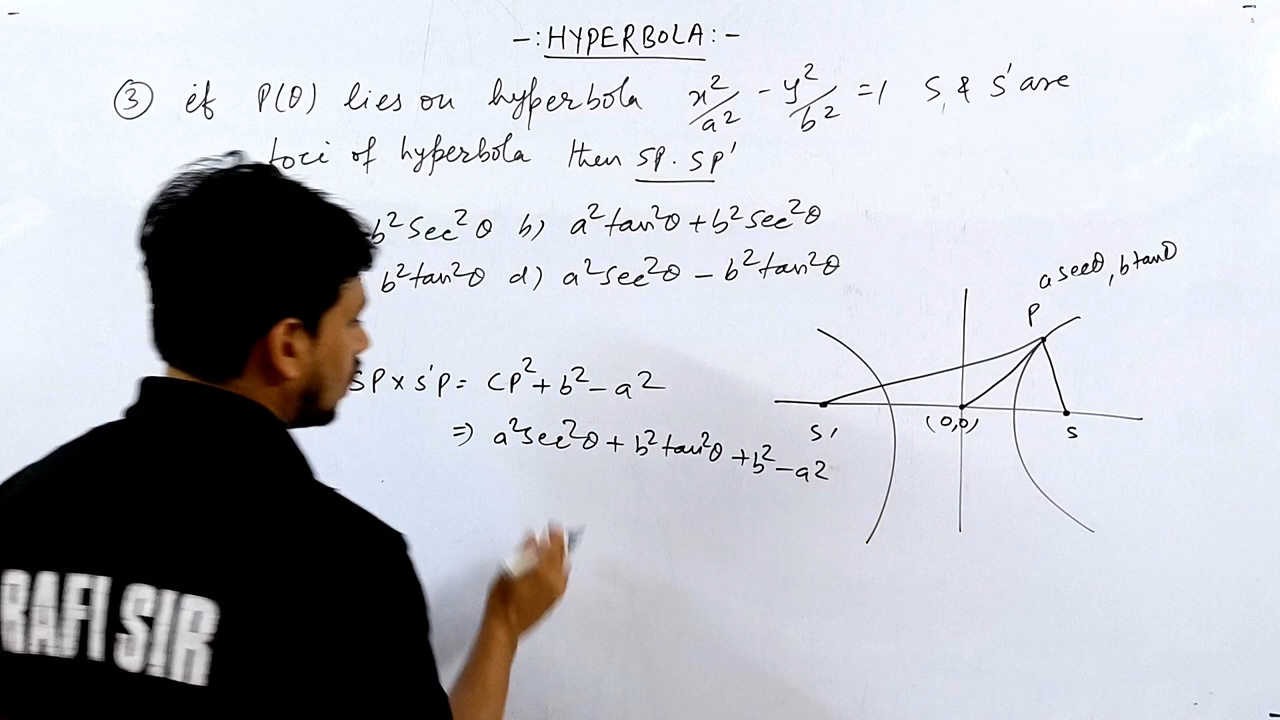 -:HYPERBOLA:-
③ if P(θ) lies on hyperbola x²/a² - y²/b² = 1 S, & S' are
foci of hyperbola then SP. SP'
b² sec²θ b) a² tan²θ + b² sec²θ
b² tan²θ d) a² sec²θ - b² tan²θ
a secθ, b tanθ
P
SP × S'P = CP² + b² - a²
⇒ a² sec²θ + b² tan²θ + b² - a²
S' (0,0) S
RAFI SIR